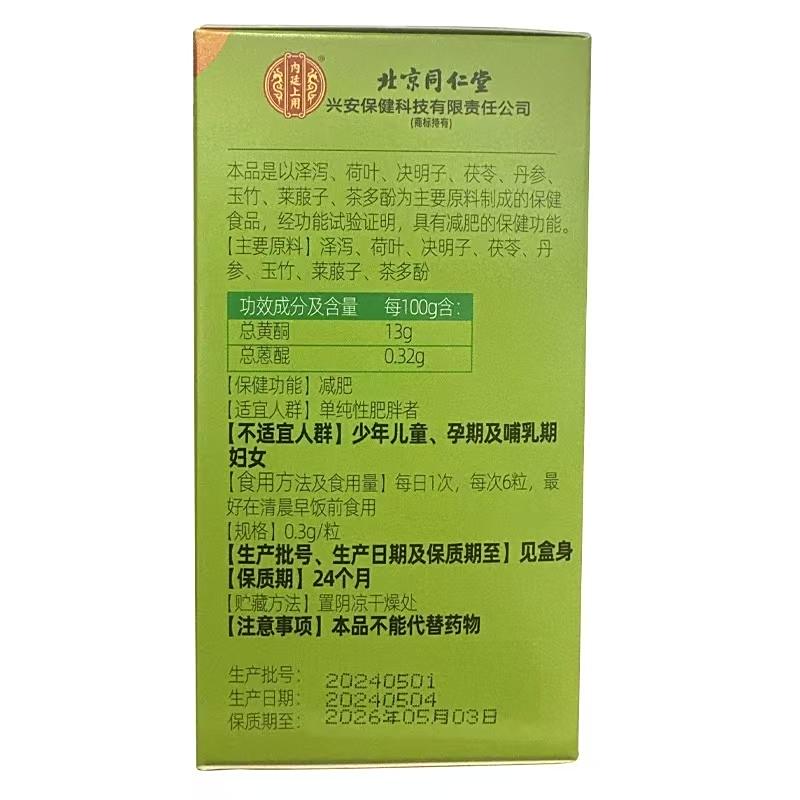 内廷上用
®
北京同仁堂
兴安保健科技有限责任公司
(商标持有)
本品是以泽泻、荷叶、决明子、茯苓、丹参、
玉竹、莱菔子、茶多酚为主要原料制成的保健
食品，经功能试验证明，具有减肥的保健功能。
【主要原料】泽泻、荷叶、决明子、茯苓、丹
参、玉竹、莱菔子、茶多酚
功效成分及含量 每100g含：
总黄酮 13g
总蒽醌 0.32g
【保健功能】减肥
【适宜人群】单纯性肥胖者
【不适宜人群】少年儿童、孕期及哺乳期
妇女
【食用方法及食用量】每日1次，每次6粒，最
好在清晨早饭前食用
【规格】0.3g/粒
【生产批号、生产日期及保质期至】见盒身
【保质期】24个月
【贮藏方法】置阴凉干燥处
【注意事项】本品不能代替药物
生产批号： 20240501
生产日期： 20240504
保质期至： 2026年05月03日